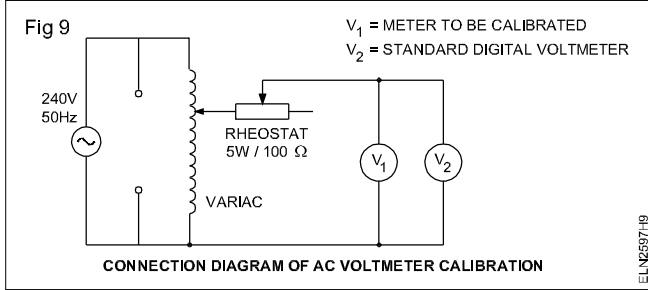 Fig 9
V1 = METER TO BE CALIBRATED
V2 = STANDARD DIGITAL VOLTMETER
240V
50Hz
RHEOSTAT
5W / 100 Ω
V1
V2
VARIAC
CONNECTION DIAGRAM OF AC VOLTMETER CALIBRATION
ELN2597H9